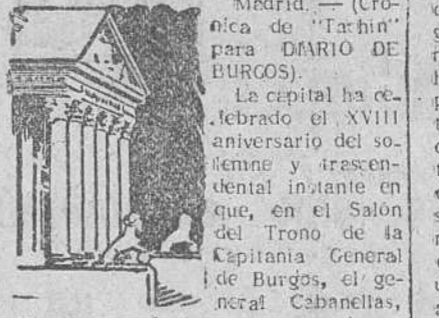 Madrid. — (Cró-
nica de "Tachin"
para DIARIO DE
BURGOS).
La capital ha ce-
lebrado el XVIII
aniversario del so-
lemne y trascen-
dental instante en
que, en el Salón
del Trono de la
Capitania General
de Burgos, el ge-
neral Cabanellas,